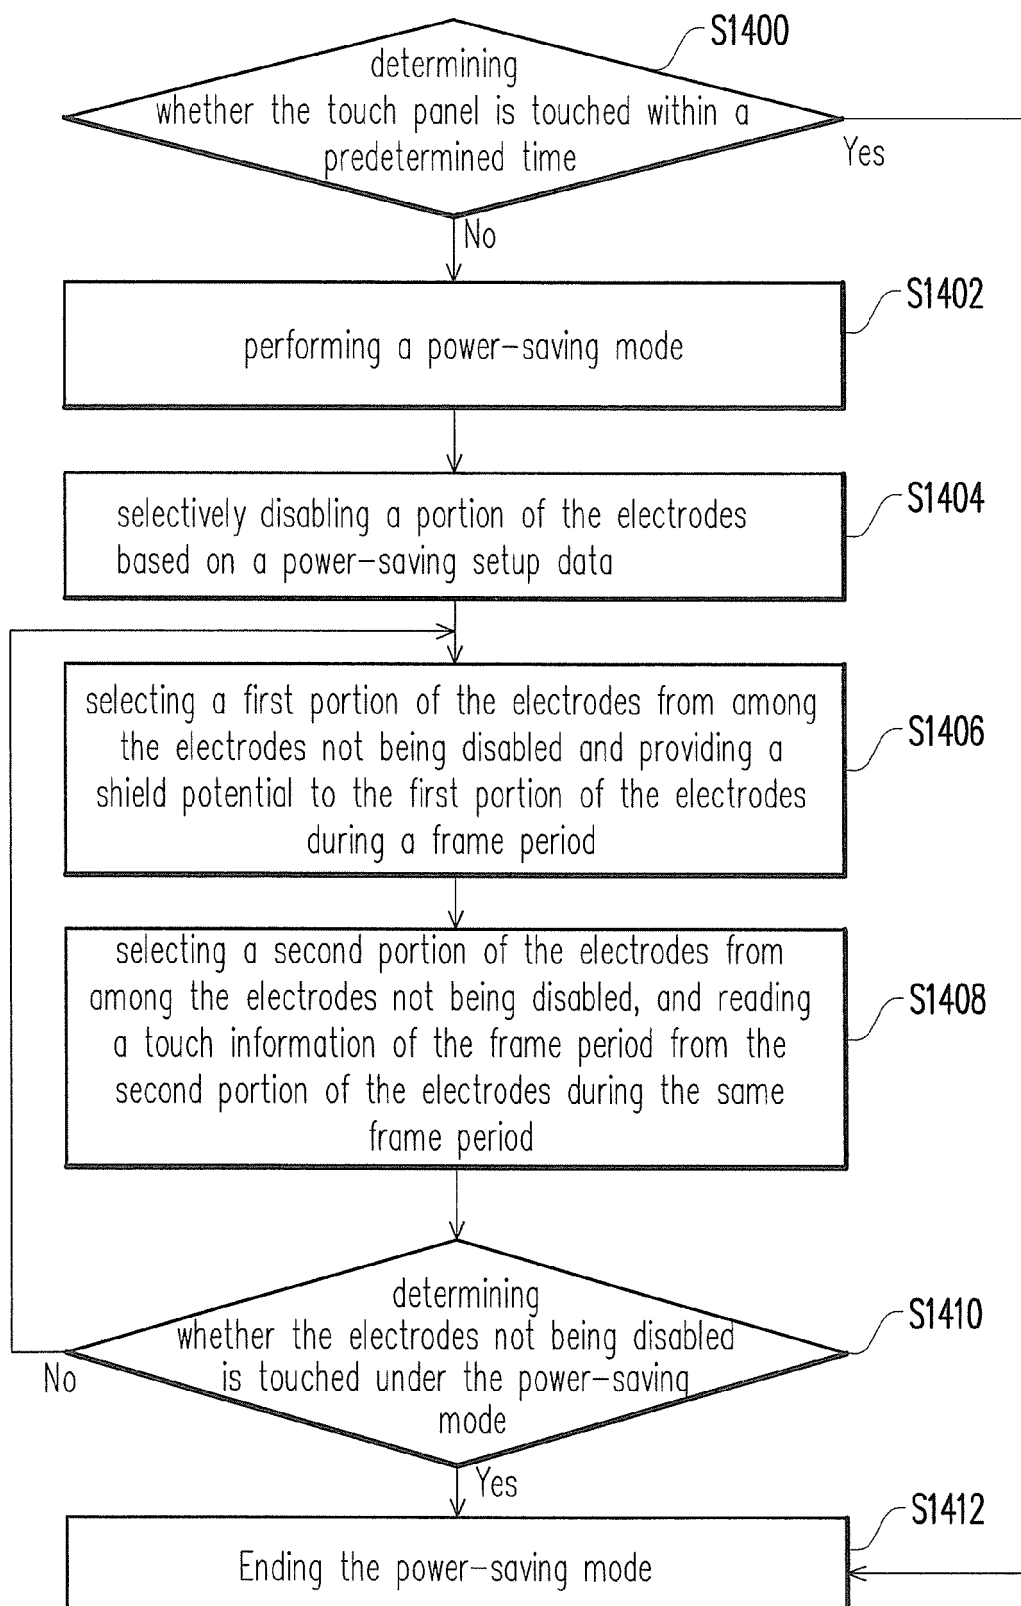 S1400
determining
whether the touch panel is touched within a
predetermined time
Yes
No
S1402
performing a power-saving mode
S1404
selectively disabling a portion of the electrodes
based on a power-saving setup data
S1406
selecting a first portion of the electrodes from among
the electrodes not being disabled and providing a
shield potential to the first portion of the electrodes
during a frame period
S1408
selecting a second portion of the electrodes from
among the electrodes not being disabled, and reading
a touch information of the frame period from the
second portion of the electrodes during the same
frame period
S1410
determining
whether the electrodes not being disabled
is touched under the power-saving
mode
No
Yes
S1412
Ending the power-saving mode